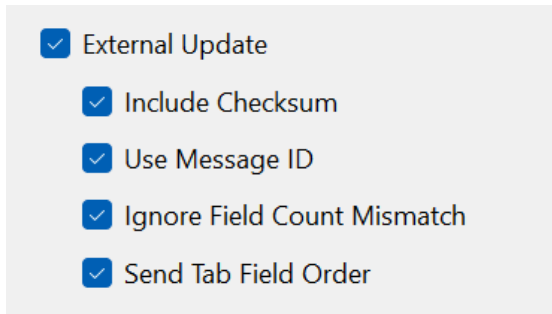 External Update
Include Checksum
Use Message ID
Ignore Field Count Mismatch
Send Tab Field Order